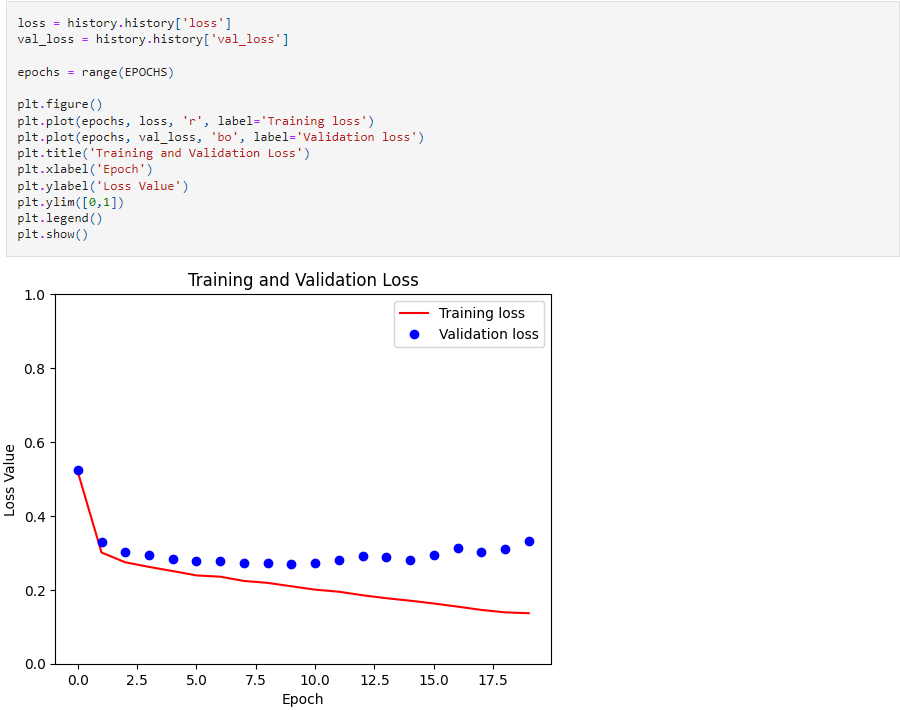 loss = history.history['loss']
val_loss = history.history['val_loss']
epochs = range(EPOCHS)
plt.figure()
plt.plot(epochs, loss, 'r', label='Training loss')
plt.plot(epochs, val_loss, 'bo', label='Validation loss')
plt.title('Training and Validation Loss')
plt.xlabel('Epoch')
plt.ylabel('Loss Value')
plt.ylim([0,1])
plt.legend()
plt.show()
Training and Validation Loss
Training loss
Validation loss
1.0
0.8
0.6
0.4
0.2
0.0
Loss Value
0.0 2.5 5.0 7.5 10.0 12.5 15.0 17.5
Epoch